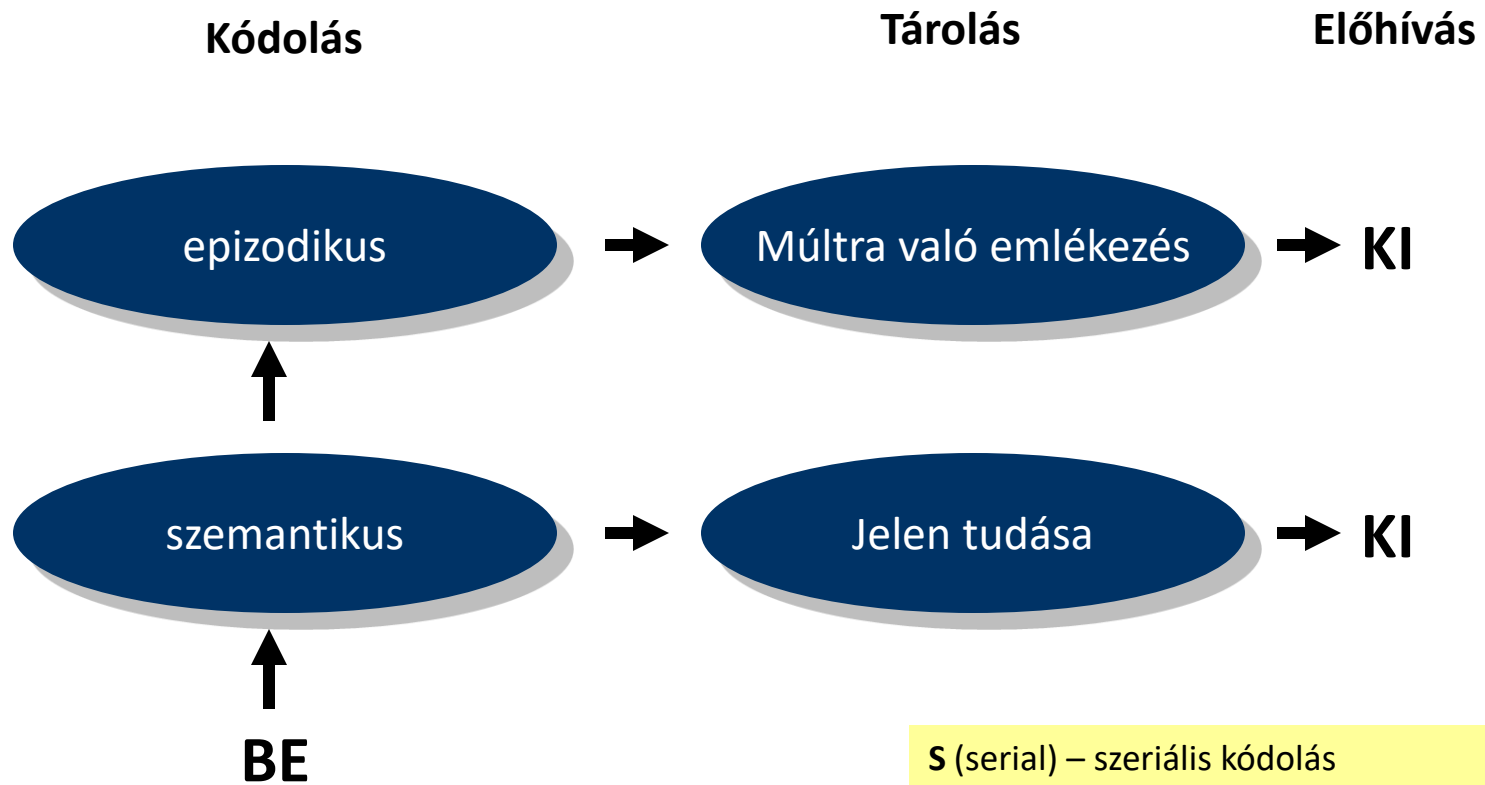 Kódolás
Tárolás
Előhívás
epizodikus
Múltra való emlékezés
KI
szemantikus
Jelen tudása
KI
BE
S (serial) – szeriális kódolás